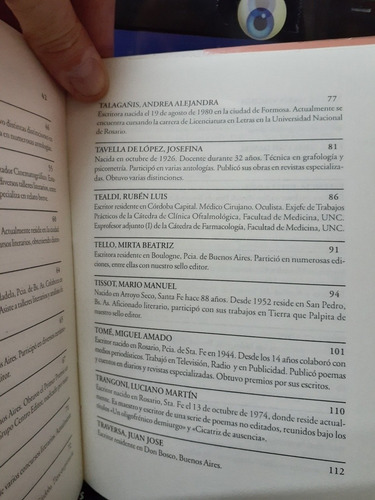 62
TALAGAÑIS, ANDREA ALEJANDRA 77
Escritora nacida el 19 de agosto de 1980 en la ciudad de Formosa. Actualmente se
encuentra cursando la carrera de Licenciatura en Letras en la Universidad Nacional
de Rosario.
TAVELLA DE LÓPEZ, JOSEFINA 81
Nacida en octubre de 1926. Docente durante 32 años. Técnica en grafología y
psicometría. Participó en varias antologías. Publicó sus obras en revistas especializa-
das. Obtuvo varias distinciones.
TEALDI, RUBÉN LUIS 86
Escritor residente en Córdoba Capital. Médico Cirujano. Oculista. Exjefe de Trabajos
Prácticos de la Cátedra de Clínica Oftalmológica, Facultad de Medicina, UNC.
Exprofesor adjunto (I) de la Cátedra de Farmacología, Facultad de Medicina, UNC.
TELLO, MIRTA BEATRIZ 91
Escritora residente en Boulogne, Pcia. de Buenos Aires. Participó en numerosas edi-
ciones, entre ellas con nuestro sello editor.
TISSOT, MARIO MANUEL 94
Nacido en Arroyo Seco, Santa Fe hace 88 años. Desde 1952 reside en San Pedro,
Bs. As. Aficionado literario, participó con sus trabajos en Tierra que Palpita de
nuestro sello editor.
TOMÉ, MIGUEL AMADO 101
Escritor nacido en Rosario, Pcia. de Sta. Fe en 1944. Desde los 14 años colaboró con
medios periodísticos. Trabajó en Televisión, Radio y en Publicidad. Publicó poemas
y cuentos en diarios y revistas especializadas. Obtuvo premios por sus escritos.
TRANGONI, LUCIANO MARTÍN 110
Escritor nacido en Rosario, Sta. Fe el 13 de octubre de 1974, donde reside actual-
mente. Es maestro y escritor de una serie de poemas no editados, reunidos bajo los
títulos «Un oligofrénico demiurgo» y «Cicatriz de ausencia».
TRAVERSA, JUAN JOSE 112
Escritor residente en Don Bosco, Buenos Aires.